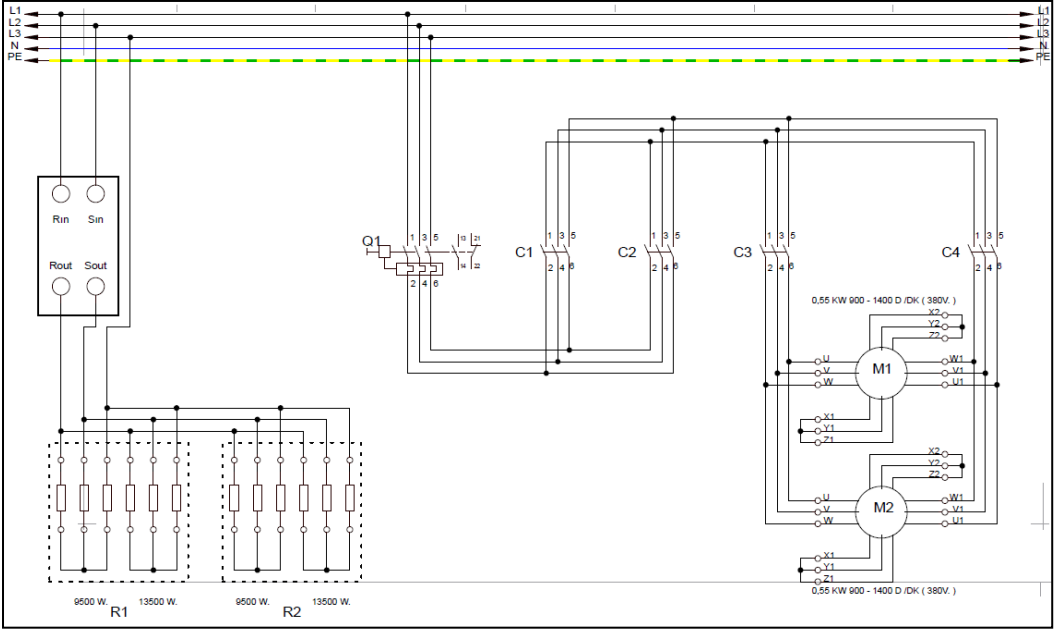 L1 L1
L2 L2
L3 L3
N N
PE PE
Rın Sın
Rout Sout
Q1
1 3 5 13 21
2 4 6 14 22
C1 1 3 5
2 4 6
C2 1 3 5
2 4 6
C3 1 3 5
2 4 6
C4 1 3 5
2 4 6
0,55 KW 900 - 1400 D /DK ( 380V. )
X2
Y2
Z2
U M1 W1
V V1
W U1
X1
Y1
Z1
X2
Y2
Z2
U M2 W1
V V1
W U1
X1
Y1
Z1
0,55 KW 900 - 1400 D /DK ( 380V. )
9500 W. 13500 W. 9500 W. 13500 W.
R1 R2